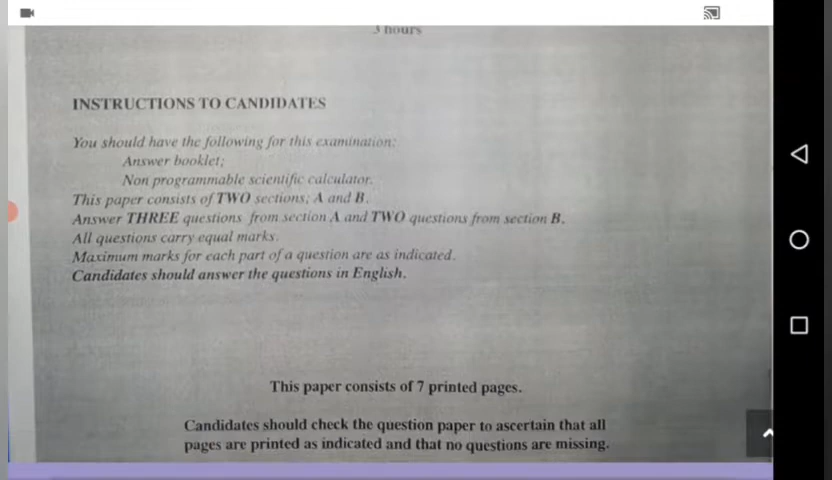 3 hours
INSTRUCTIONS TO CANDIDATES
You should have the following for this examination:
Answer booklet;
Non programmable scientific calculator.
This paper consists of TWO sections; A and B.
Answer THREE questions from section A and TWO questions from section B.
All questions carry equal marks.
Maximum marks for each part of a question are as indicated.
Candidates should answer the questions in English.
This paper consists of 7 printed pages.
Candidates should check the question paper to ascertain that all
pages are printed as indicated and that no questions are missing.